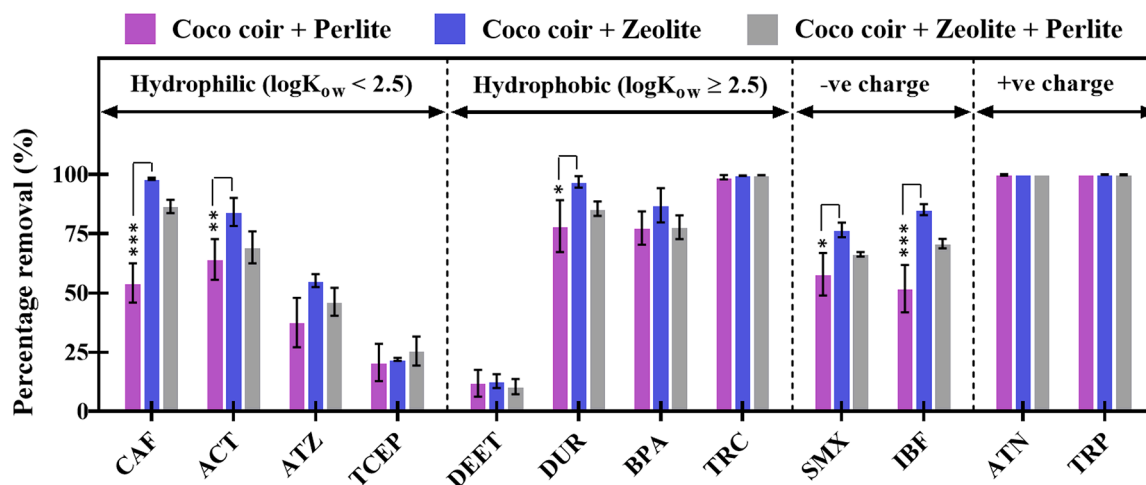 Coco coir + Perlite Coco coir + Zeolite Coco coir + Zeolite + Perlite
Hydrophilic (logKow < 2.5) Hydrophobic (logKow ≥ 2.5) -ve charge +ve charge
Percentage removal (%)
100
75
50
25
0
***
**
*
*
***
CAF ACT ATZ TCEP DEET DUR BPA TRC SMX IBF ATN TRP